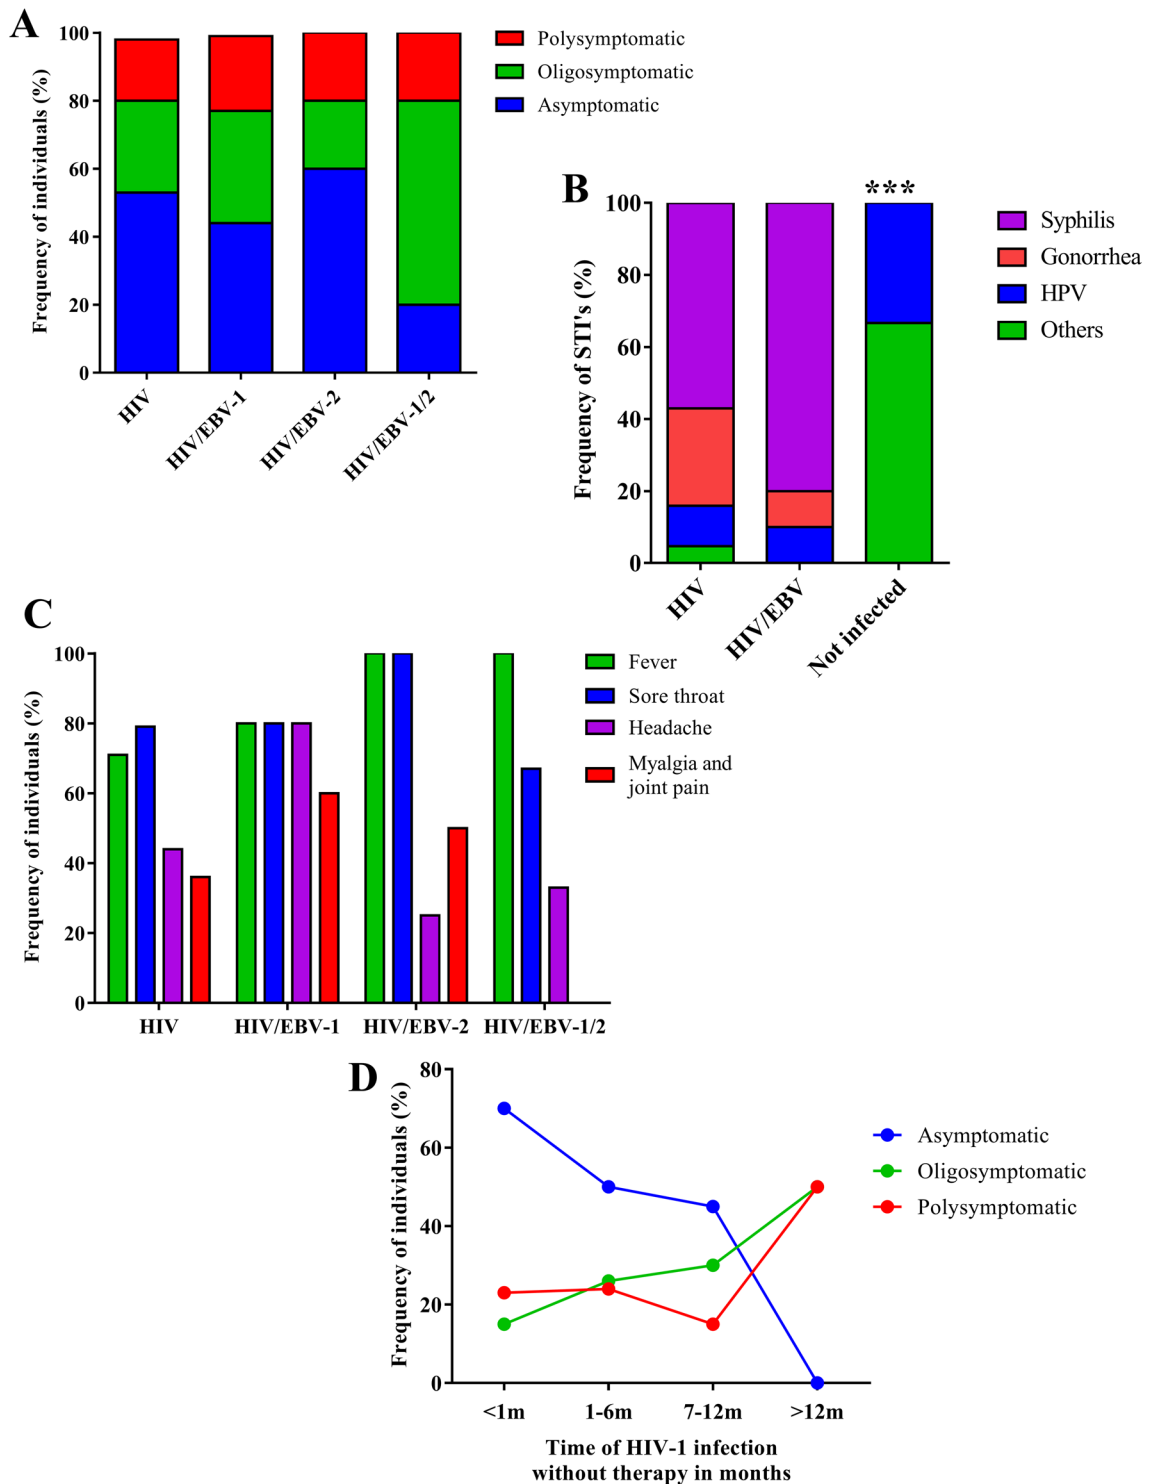 A
Frequency of individuals (%)
100
80
60
40
20
0
HIV
HIV/EBV-1
HIV/EBV-2
HIV/EBV-1/2
Polysymptomatic
Oligosymptomatic
Asymptomatic
B
Frequency of STI's (%)
100
80
60
40
20
0
***
HIV
HIV/EBV
Not infected
Syphilis
Gonorrhea
HPV
Others
C
Frequency of individuals (%)
100
80
60
40
20
0
HIV
HIV/EBV-1
HIV/EBV-2
HIV/EBV-1/2
Fever
Sore throat
Headache
Myalgia and
joint pain
D
Frequency of individuals (%)
80
60
40
20
0
<1m
1-6m
7-12m
>12m
Time of HIV-1 infection
without therapy in months
Asymptomatic
Oligosymptomatic
Polysymptomatic